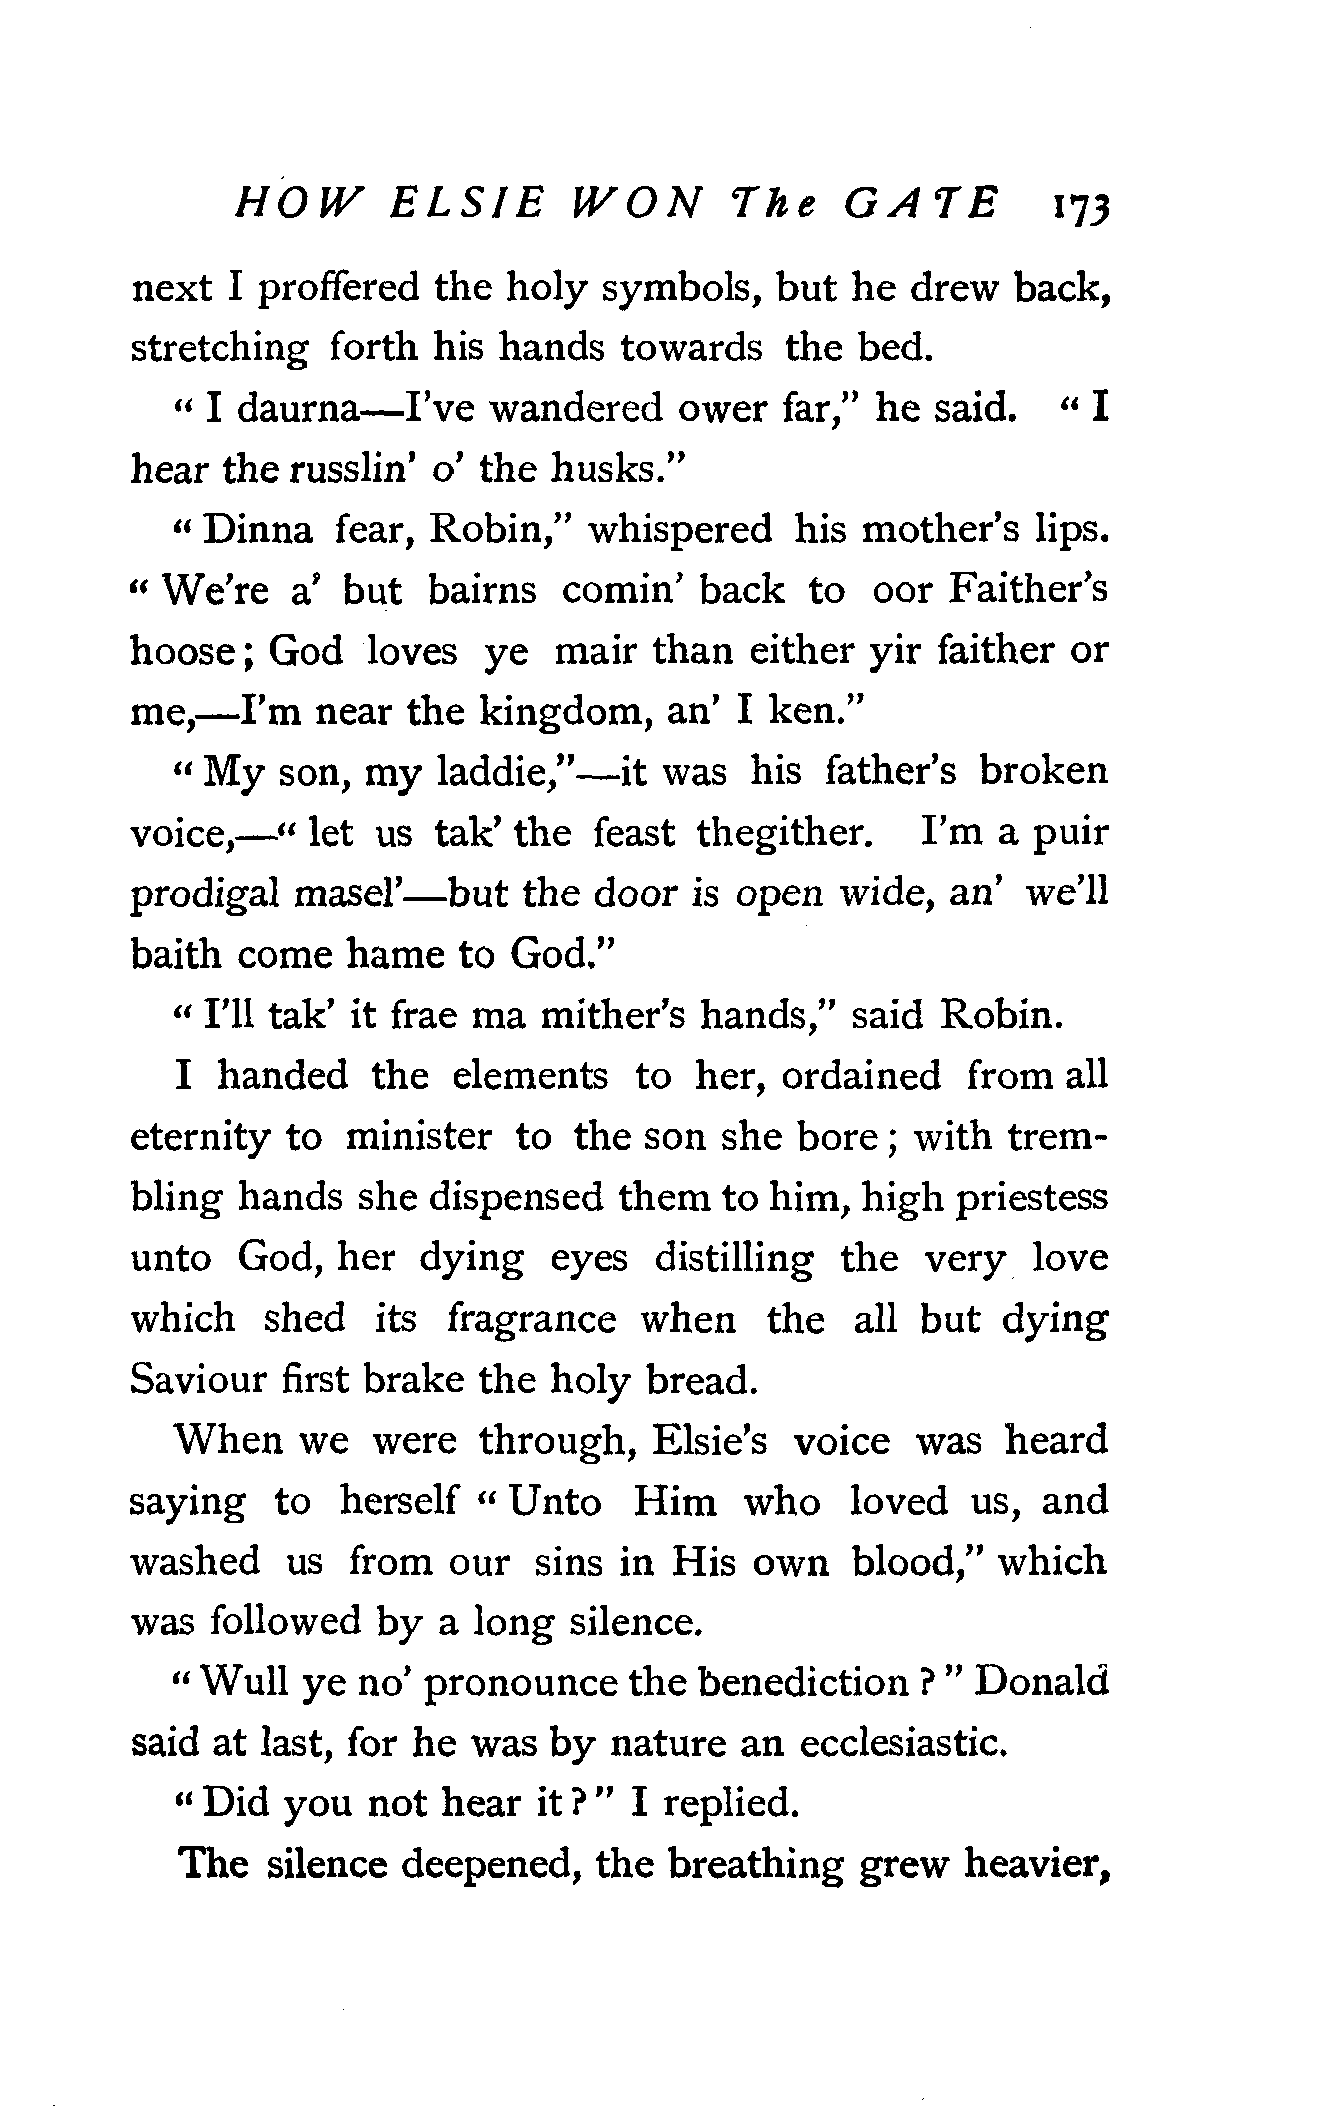 HOW ELSIE WON The GATE 173
next I proffered the holy symbols, but he drew back,
stretching forth his hands towards the bed.
“ I daurna—I’ve wandered ower far,” he said. “ I
hear the russlin’ o’ the husks.”
“ Dinna fear, Robin,” whispered his mother’s lips.
“ We’re a’ but bairns comin’ back to oor Faither’s
hoose ; God loves ye mair than either yir faither or
me,—I’m near the kingdom, an’ I ken.”
“ My son, my laddie,”—it was his father’s broken
voice,—“ let us tak’ the feast thegither. I’m a puir
prodigal masel’—but the door is open wide, an’ we’ll
baith come hame to God.”
“ I’ll tak’ it frae ma mither’s hands,” said Robin.
I handed the elements to her, ordained from all
eternity to minister to the son she bore ; with trem-
bling hands she dispensed them to him, high priestess
unto God, her dying eyes distilling the very love
which shed its fragrance when the all but dying
Saviour first brake the holy bread.
When we were through, Elsie’s voice was heard
saying to herself “ Unto Him who loved us, and
washed us from our sins in His own blood,” which
was followed by a long silence.
“ Wull ye no’ pronounce the benediction ? ” Donald
said at last, for he was by nature an ecclesiastic.
“ Did you not hear it ? ” I replied.
The silence deepened, the breathing grew heavier,